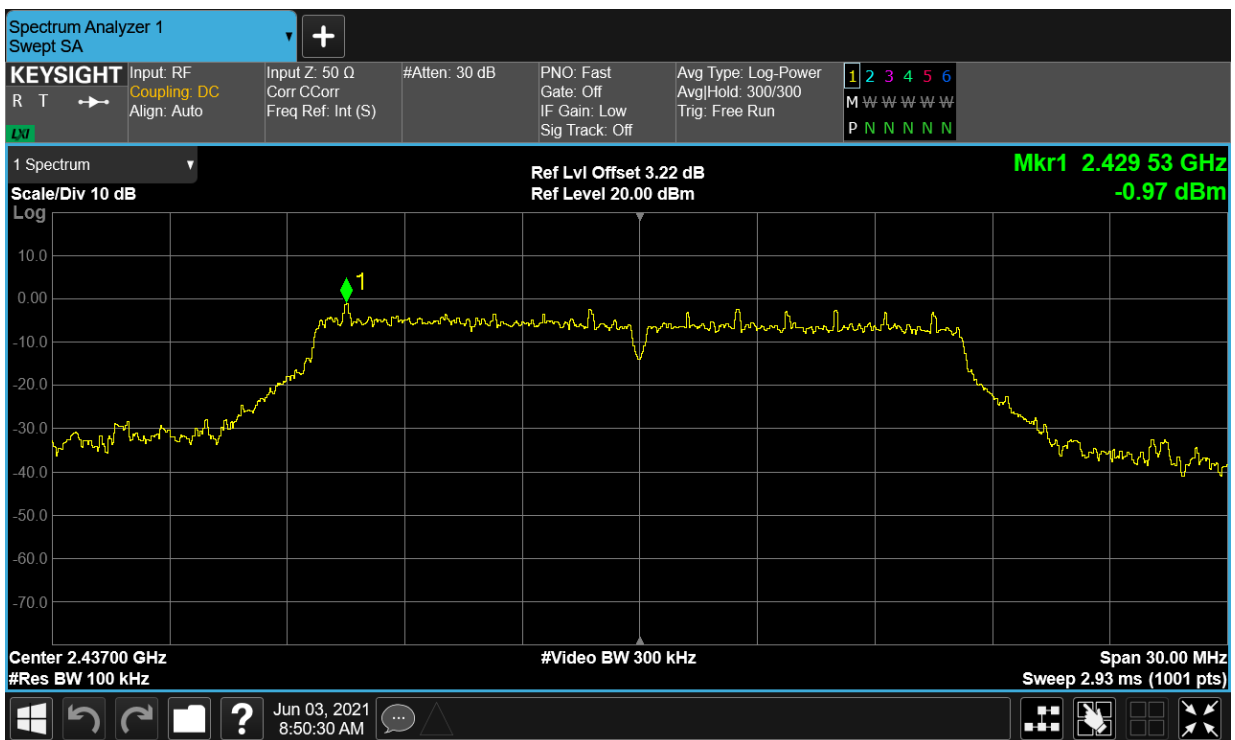 Spectrum Analyzer 1
Swept SA
+
KEYSIGHT
R T
LXI
Input: RF
Coupling: DC
Align: Auto
Input Z: 50 Ω
Corr CCorr
Freq Ref: Int (S)
#Atten: 30 dB
PNO: Fast
Gate: Off
IF Gain: Low
Sig Track: Off
Avg Type: Log-Power
Avg|Hold: 300/300
Trig: Free Run
1 2 3 4 5 6
M W W W W W
P N N N N N
1 Spectrum
Scale/Div 10 dB
Ref Lvl Offset 3.22 dB
Ref Level 20.00 dBm
Mkr1 2.429 53 GHz
-0.97 dBm
Log
10.0
0.00
-10.0
-20.0
-30.0
-40.0
-50.0
-60.0
-70.0
1
Center 2.43700 GHz
#Res BW 100 kHz
#Video BW 300 kHz
Span 30.00 MHz
Sweep 2.93 ms (1001 pts)
?
Jun 03, 2021
8:50:30 AM